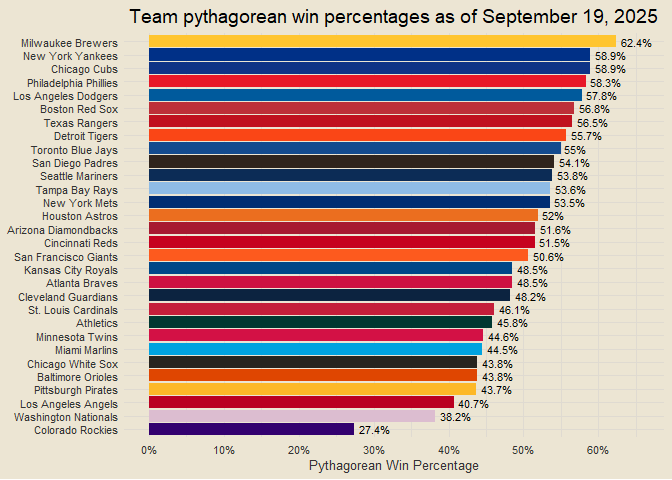 Team pythagorean win percentages as of September 19, 2025
Milwaukee Brewers 62.4%
New York Yankees 58.9%
Chicago Cubs 58.9%
Philadelphia Phillies 58.3%
Los Angeles Dodgers 57.8%
Boston Red Sox 56.8%
Texas Rangers 56.5%
Detroit Tigers 55.7%
Toronto Blue Jays 55%
San Diego Padres 54.1%
Seattle Mariners 53.8%
Tampa Bay Rays 53.6%
New York Mets 53.5%
Houston Astros 52%
Arizona Diamondbacks 51.6%
Cincinnati Reds 51.5%
San Francisco Giants 50.6%
Kansas City Royals 48.5%
Atlanta Braves 48.5%
Cleveland Guardians 48.2%
St. Louis Cardinals 46.1%
Athletics 45.8%
Minnesota Twins 44.6%
Miami Marlins 44.5%
Chicago White Sox 43.8%
Baltimore Orioles 43.8%
Pittsburgh Pirates 43.7%
Los Angeles Angels 40.7%
Washington Nationals 38.2%
Colorado Rockies 27.4%
0% 10% 20% 30% 40% 50% 60%
Pythagorean Win Percentage